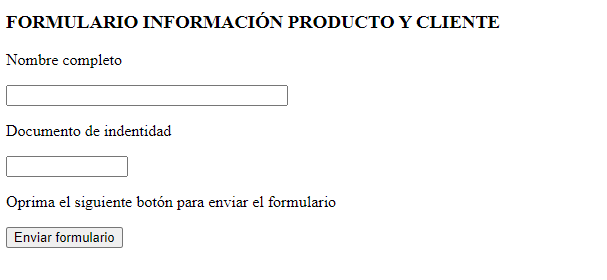 FORMULARIO INFORMACIÓN PRODUCTO Y CLIENTE
Nombre completo
Documento de indentidad
Oprima el siguiente botón para enviar el formulario
Enviar formulario